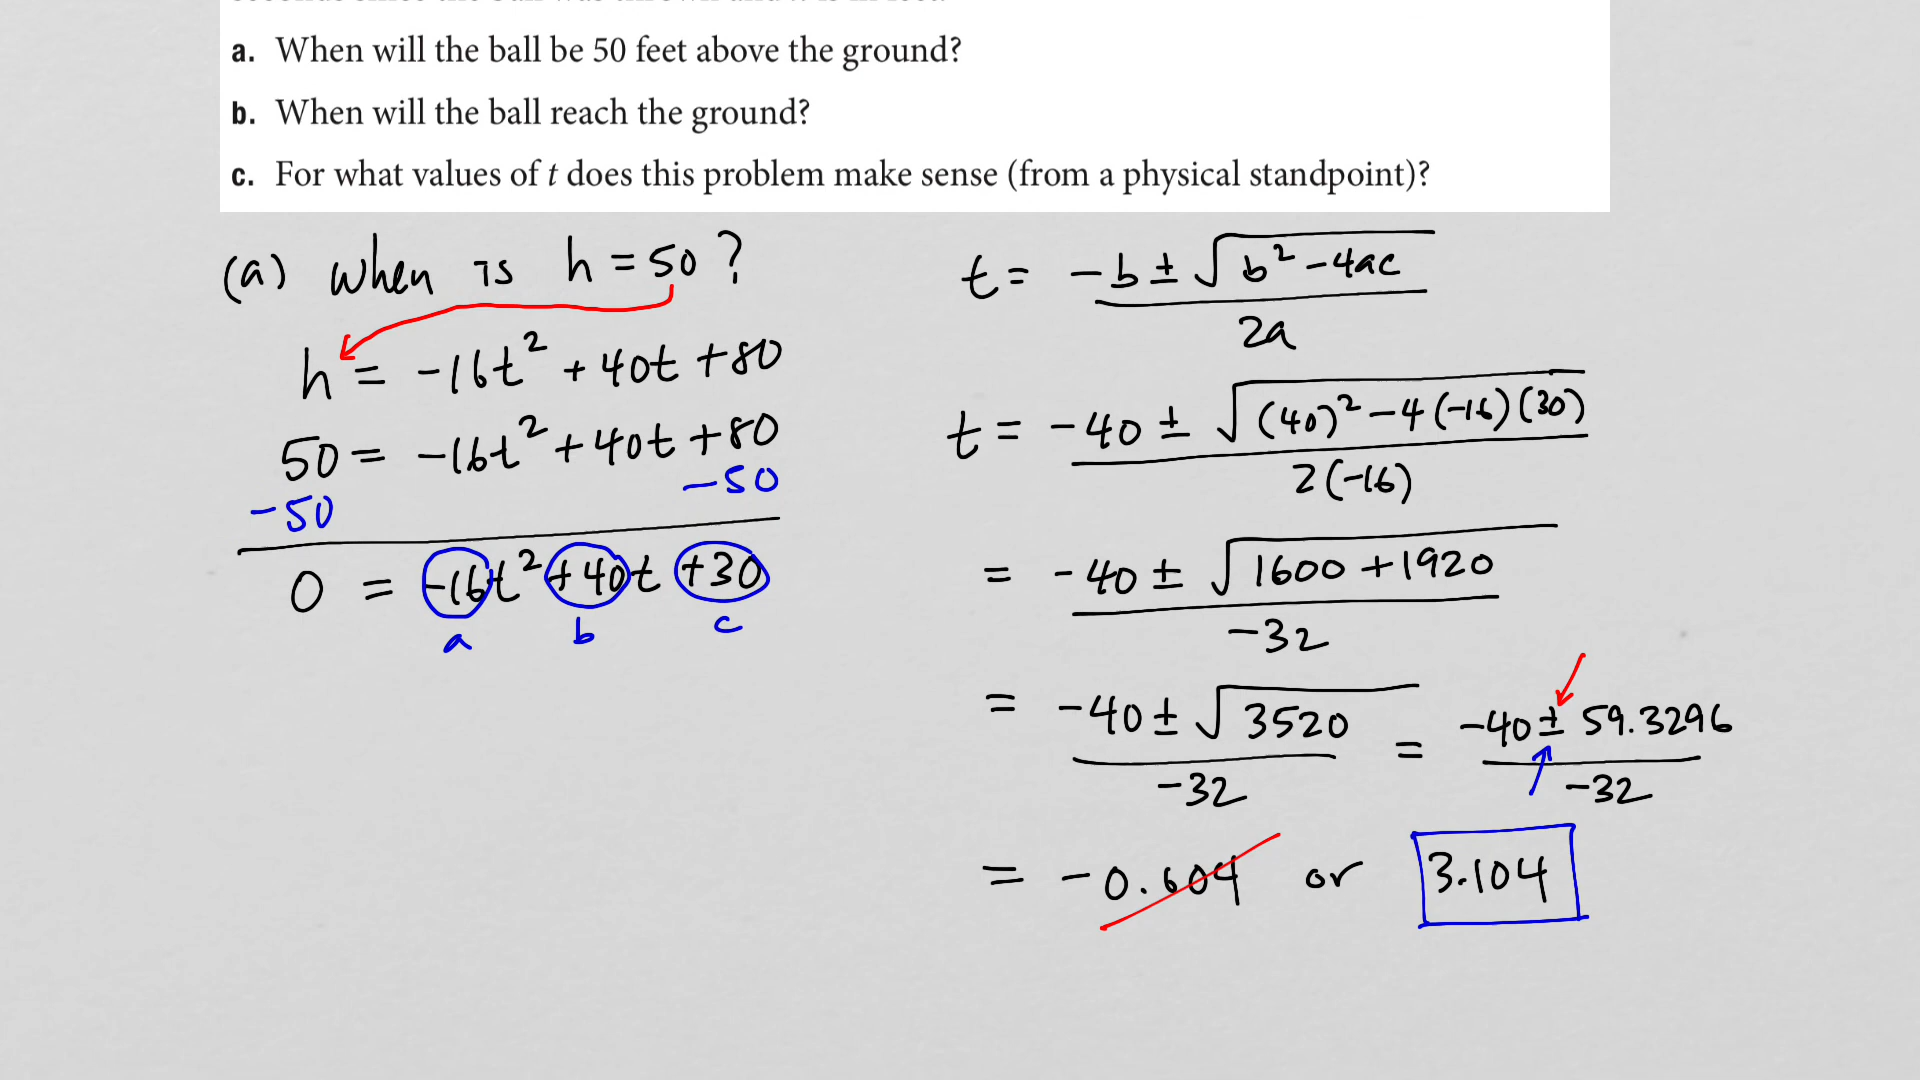 a. When will the ball be 50 feet above the ground?
b. When will the ball reach the ground?
c. For what values of t does this problem make sense (from a physical standpoint)?
(a) When is h = 50 ?
h = -16t² + 40t + 80
50 = -16t² + 40t + 80
-50 -50
0 = -16t² + 40t + 30
a b c
t = -b ± √b² - 4ac
2a
t = -40 ± √(40)² - 4(-16)(30)
2(-16)
= -40 ± √1600 + 1920
-32
= -40 ± √3520 = -40 ± 59.3296
-32 -32
= -0.604 or 3.104